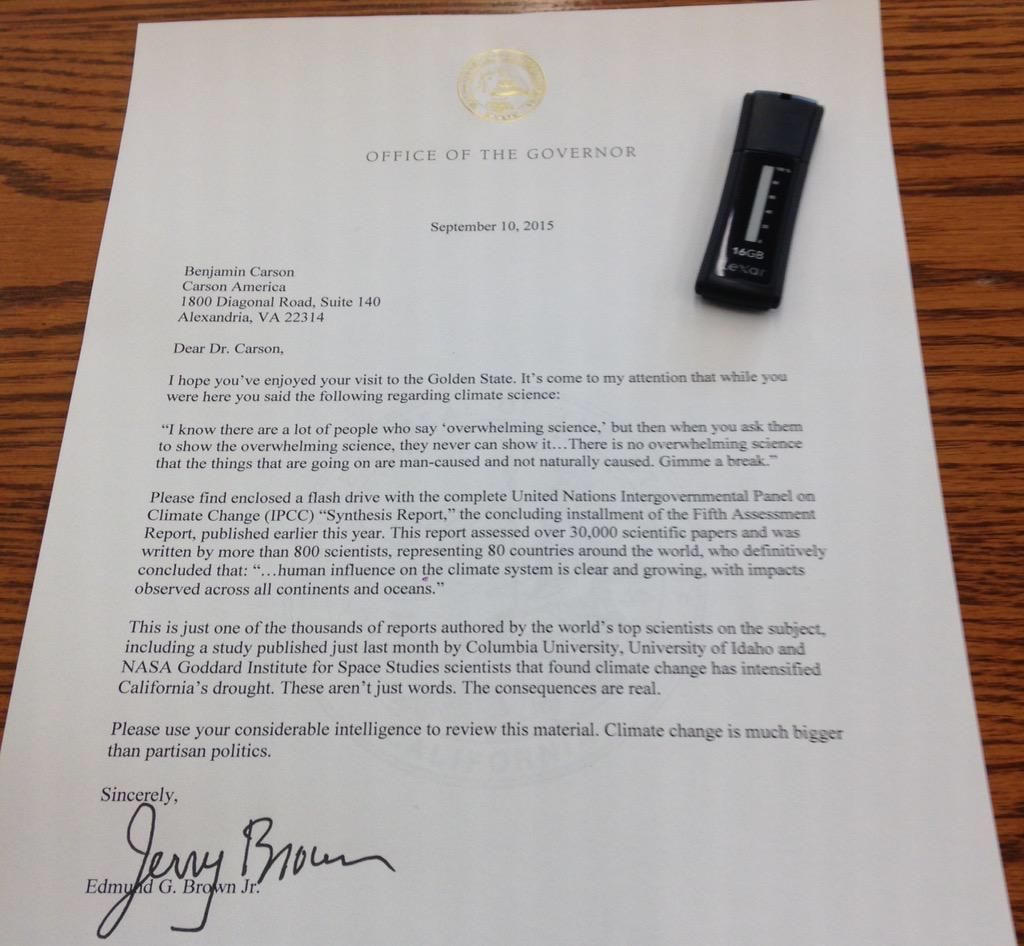 OFFICE OF THE GOVERNOR
September 10, 2015
16GB
Lexar
Benjamin Carson
Carson America
1800 Diagonal Road, Suite 140
Alexandria, VA 22314
Dear Dr. Carson,
I hope you've enjoyed your visit to the Golden State. It's come to my attention that while you
were here you said the following regarding climate science:
“I know there are a lot of people who say ‘overwhelming science,’ but then when you ask them
to show the overwhelming science, they never can show it…There is no overwhelming science
that the things that are going on are man-caused and not naturally caused. Gimme a break.”
Please find enclosed a flash drive with the complete United Nations Intergovernmental Panel on
Climate Change (IPCC) “Synthesis Report,” the concluding installment of the Fifth Assessment
Report, published earlier this year. This report assessed over 30,000 scientific papers and was
written by more than 800 scientists, representing 80 countries around the world, who definitively
concluded that: “…human influence on the climate system is clear and growing, with impacts
observed across all continents and oceans.”
This is just one of the thousands of reports authored by the world's top scientists on the subject,
including a study published just last month by Columbia University, University of Idaho and
NASA Goddard Institute for Space Studies scientists that found climate change has intensified
California's drought. These aren't just words. The consequences are real.
Please use your considerable intelligence to review this material. Climate change is much bigger
than partisan politics.
Sincerely,
Jerry Brown
Edmund G. Brown Jr.